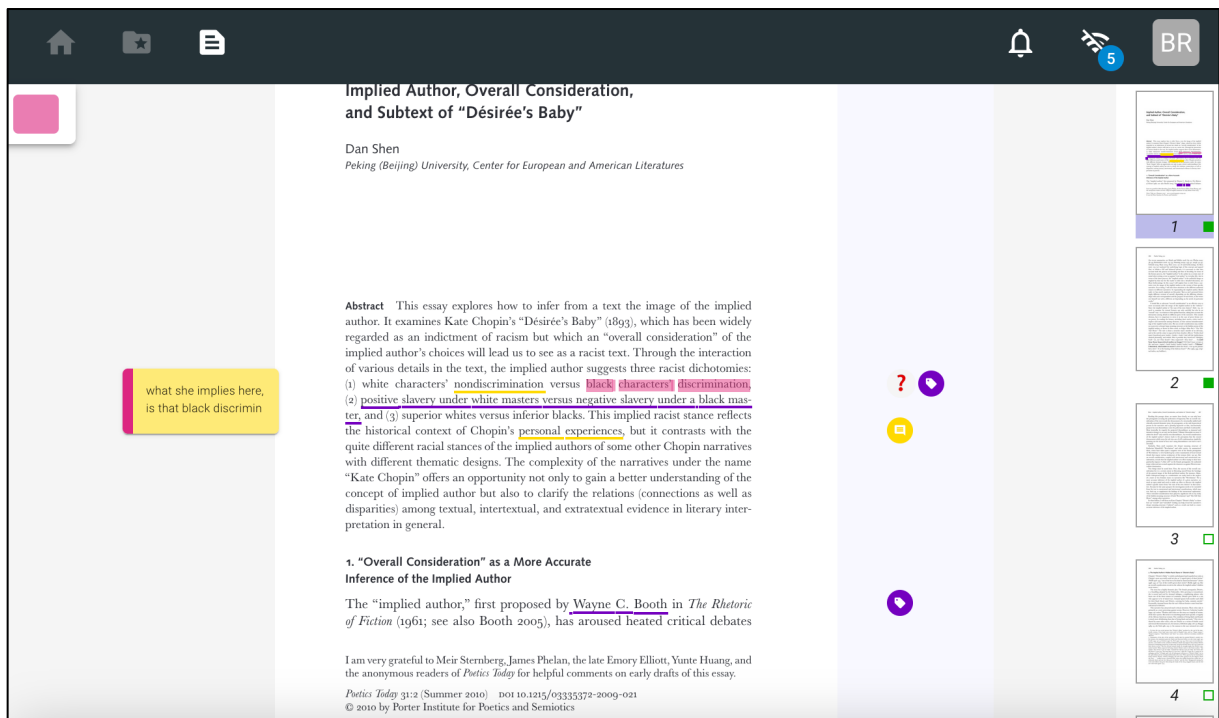 BR
5
Implied Author, Overall Consideration,
and Subtext of “Désirée’s Baby”
Dan Shen
Peking (Beijing) University, Center for European and American Literatures
Abstract This essay shows how to infer from a text the image of the implied
author. It examines Kate Chopin’s “Désirée’s Baby” (1893), which has been widely
regarded as an indictment of racism but which an “overall consideration” of the
implied author’s choices will lead us to see as a racist text. Through the interaction
of various details in the text, the implied author suggests three racist dichotomies:
(1) white characters’ nondiscrimination versus black characters’ discrimination,
(2) positive slavery under white masters versus negative slavery under a black mas-
ter, and (3) superior whites versus inferior blacks. This implied racist stance reflects
the historical context and Chopin’s personal experiences, but it contrasts with the
quite different racial stances of the implied authors of some other Chopin narratives
with different thematic designs. The complexity of the narratives under the name
“Kate Chopin” offers an opportunity not only to gain a better understanding of the
concept of implied author but also to clarify the relations (connections as well as
disparities) among textual, intertextual, and extratextual evidence in literary inter-
pretation in general.
what she implies here,
is that black discrimin
?
1. “Overall Consideration” as a More Accurate
Inference of the Implied Author
The “implied author,” proposed by Wayne C. Booth in The Rhetoric
of Fiction (1961; see also Booth 2005), has aroused heated critical debates
I am very grateful to Meir Sternberg, James Phelan, the late Emory Elliott, Yunte Huang, and
the anonymous readers of Poetics Today for helpful comments on early drafts of this essay.
Poetics Today 31:2 (Summer 2010) DOI 10.1215/03335372-2009-021
© 2010 by Porter Institute for Poetics and Semiotics
1
2
3
4